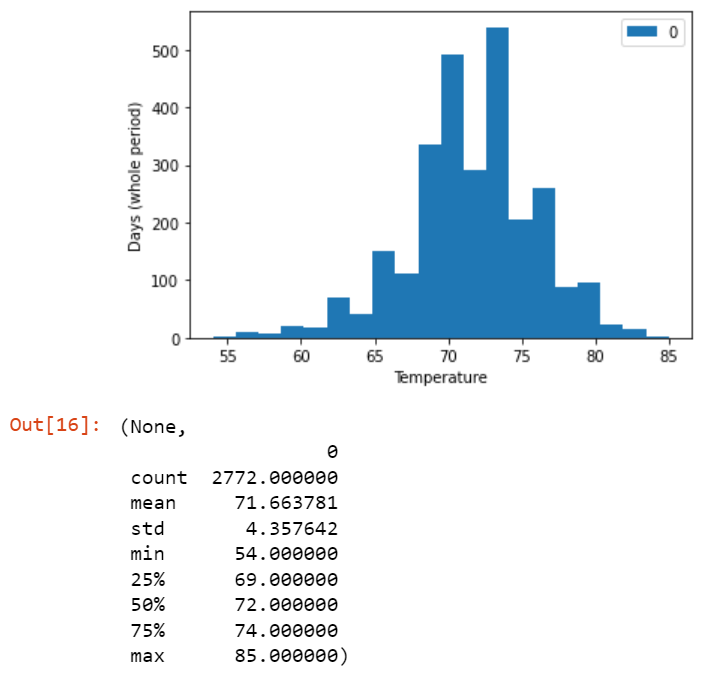 0
500
400
300
200
100
0
Days (whole period)
55 60 65 70 75 80 85
Temperature
Out[16]: (None,
0
count 2772.000000
mean 71.663781
std 4.357642
min 54.000000
25% 69.000000
50% 72.000000
75% 74.000000
max 85.000000)